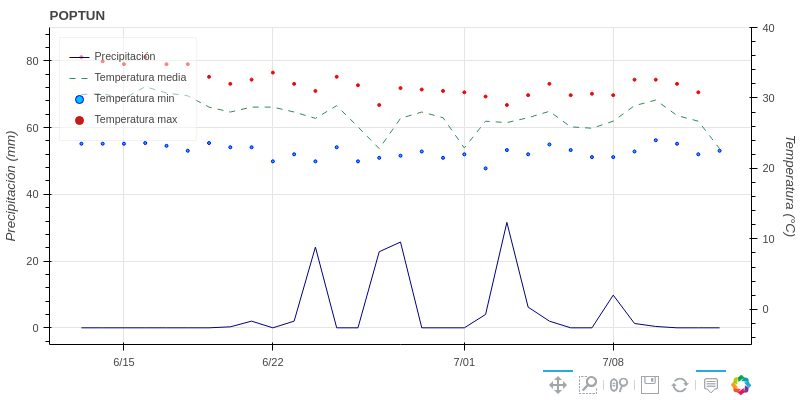 POPTUN
Precipitación
Temperatura media
Temperatura min
Temperatura max
80
60
40
20
0
Precipitación (mm)
40
30
20
10
0
Temperatura (°C)
6/15
6/22
7/01
7/08